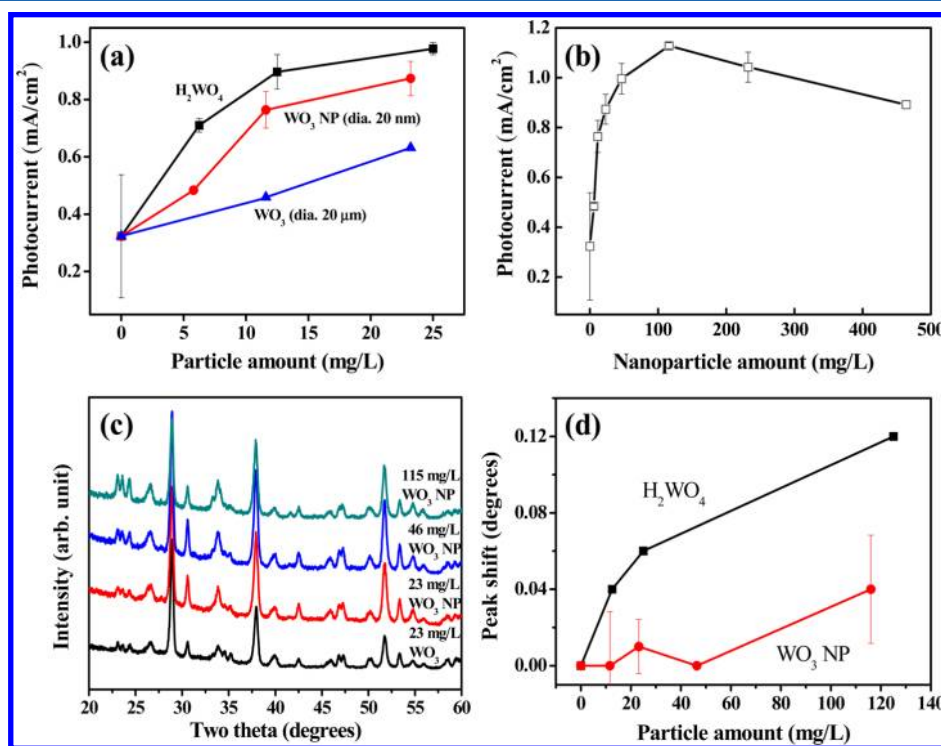 (a)
H₂WO₄
WO₃ NP (dia. 20 nm)
WO₃ (dia. 20 μm)
Photocurrent (mA/cm²)
1.0
0.8
0.6
0.4
0.2
0 5 10 15 20 25
Particle amount (mg/L)
(b)
Photocurrent (mA/cm²)
1.2
1.0
0.8
0.6
0.4
0.2
0.0
0 100 200 300 400 500
Nanoparticle amount (mg/L)
(c)
Intensity (arb. unit)
115 mg/L
WO₃ NP
46 mg/L
WO₃ NP
23 mg/L
WO₃ NP
23 mg/L
WO₃
20 25 30 35 40 45 50 55 60
Two theta (degrees)
(d)
Peak shift (degrees)
0.12
0.08
0.04
0.00
H₂WO₄
WO₃ NP
0 20 40 60 80 100 120 140
Particle amount (mg/L)